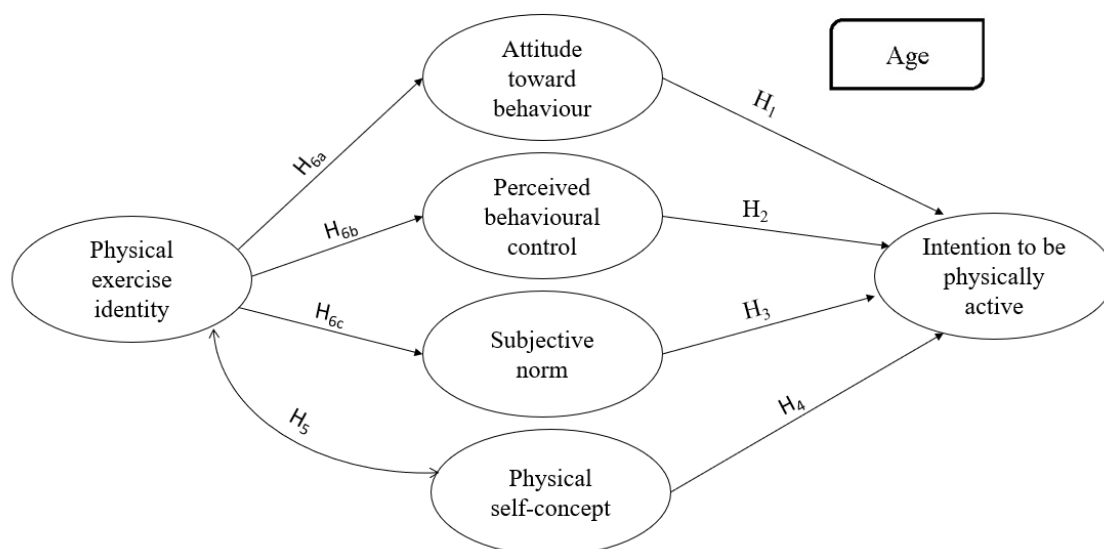 Attitude
toward
behaviour
Age
H1
H6a
Perceived
behavioural
control
H2
H6b
Physical
exercise
identity
Intention to be
physically
active
H6c
H3
Subjective
norm
H5
H4
Physical
self-concept